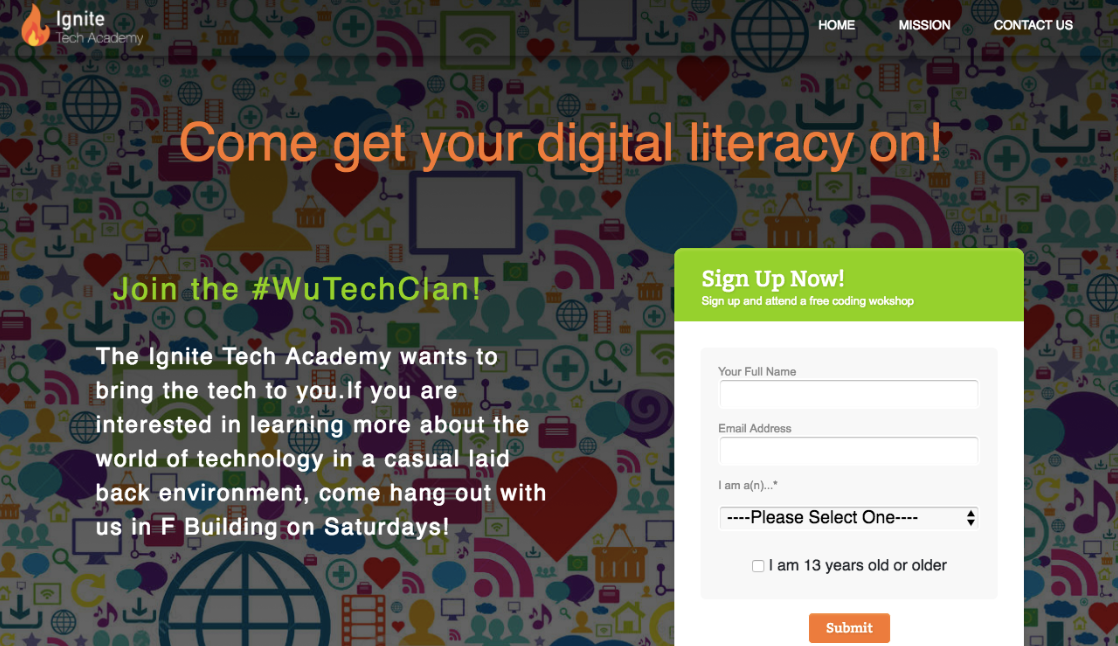 Ignite
Tech Academy
HOME MISSION CONTACT US
Come get your digital literacy on!
Join the #WuTechClan!
The Ignite Tech Academy wants to
bring the tech to you.If you are
interested in learning more about the
world of technology in a casual laid
back environment, come hang out with
us in F Building on Saturdays!
Sign Up Now!
Sign up and attend a free coding wokshop
Your Full Name
Email Address
I am a(n)...*
----Please Select One----
I am 13 years old or older
Submit